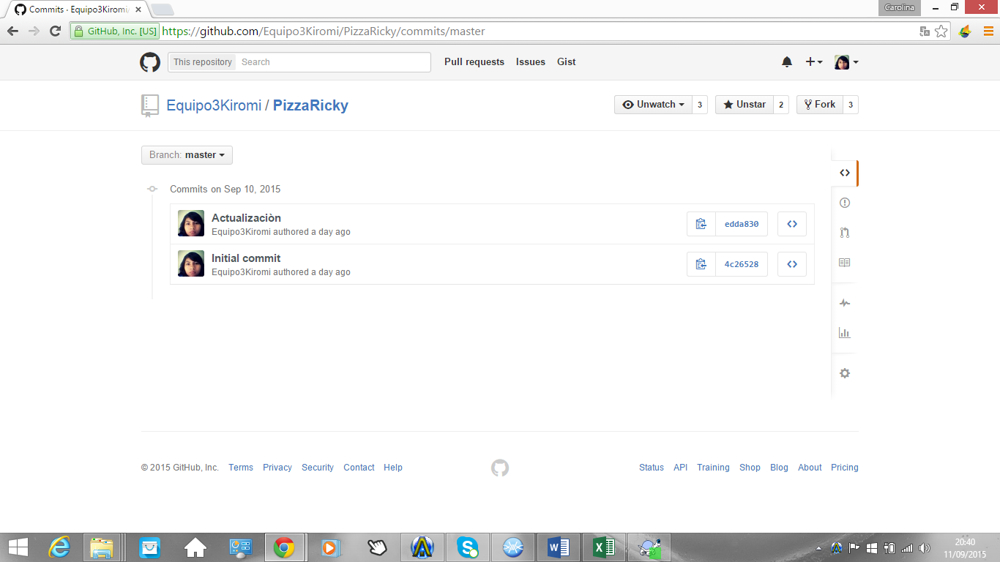 Commits · Equipo3Kiromi/
Carolina
GitHub, Inc. [US] https://github.com/Equipo3Kiromi/PizzaRicky/commits/master
This repository Search Pull requests Issues Gist
Equipo3Kiromi / PizzaRicky Unwatch 3 Unstar 2 Fork 3
Branch: master
Commits on Sep 10, 2015
Actualizaciòn
Equipo3Kiromi authored a day ago
edda830
Initial commit
Equipo3Kiromi authored a day ago
4c26528
© 2015 GitHub, Inc. Terms Privacy Security Contact Help Status API Training Shop Blog About Pricing
20:40
11/09/2015